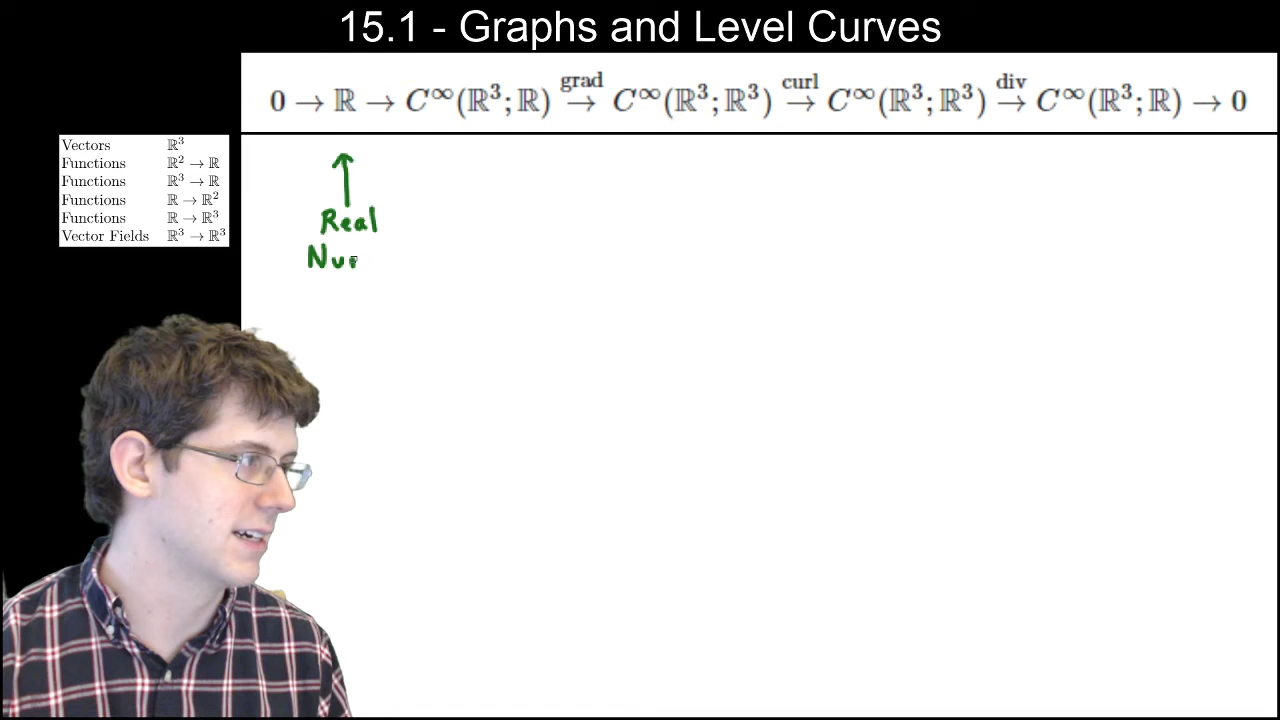 15.1 - Graphs and Level Curves
0 → ℝ → C^∞(ℝ³; ℝ) grad→ C^∞(ℝ³; ℝ³) curl→ C^∞(ℝ³; ℝ³) div→ C^∞(ℝ³; ℝ) → 0
Vectors ℝ³
Functions ℝ² → ℝ
Functions ℝ³ → ℝ
Functions ℝ → ℝ²
Functions ℝ → ℝ³
Vector Fields ℝ³ → ℝ³
Real
Nur